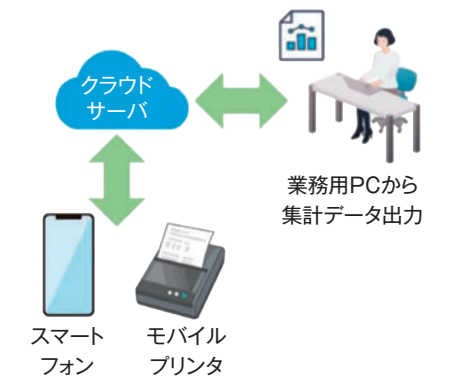 クラウド
サーバ
業務用PCから
集計データ出力
スマート
フォン
モバイル
プリンタ